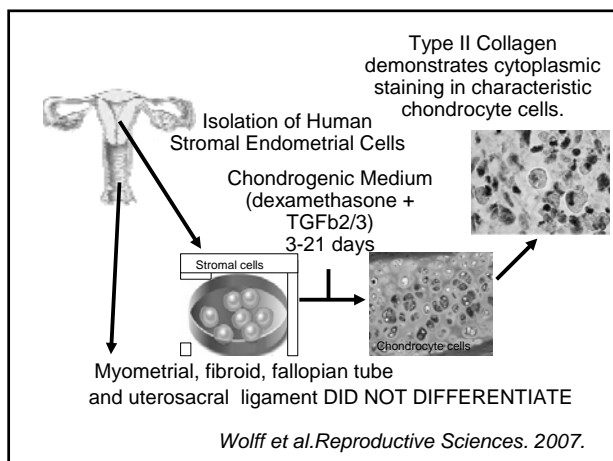 Type II Collagen
demonstrates cytoplasmic
staining in characteristic
chondrocyte cells.
Isolation of Human
Stromal Endometrial Cells
Chondrogenic Medium
(dexamethasone +
TGFb2/3)
3-21 days
Stromal cells
Chondrocyte cells
Myometrial, fibroid, fallopian tube
and uterosacral ligament DID NOT DIFFERENTIATE
Wolff et al.Reproductive Sciences. 2007.